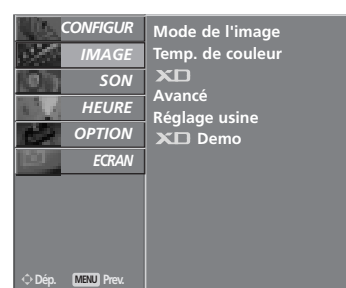 CONFIGUR
IMAGE
SON
HEURE
OPTION
ECRAN
Mode de l'image
Temp. de couleur
XD
Avancé
Réglage usine
XD Demo
Dép. MENU Prev.